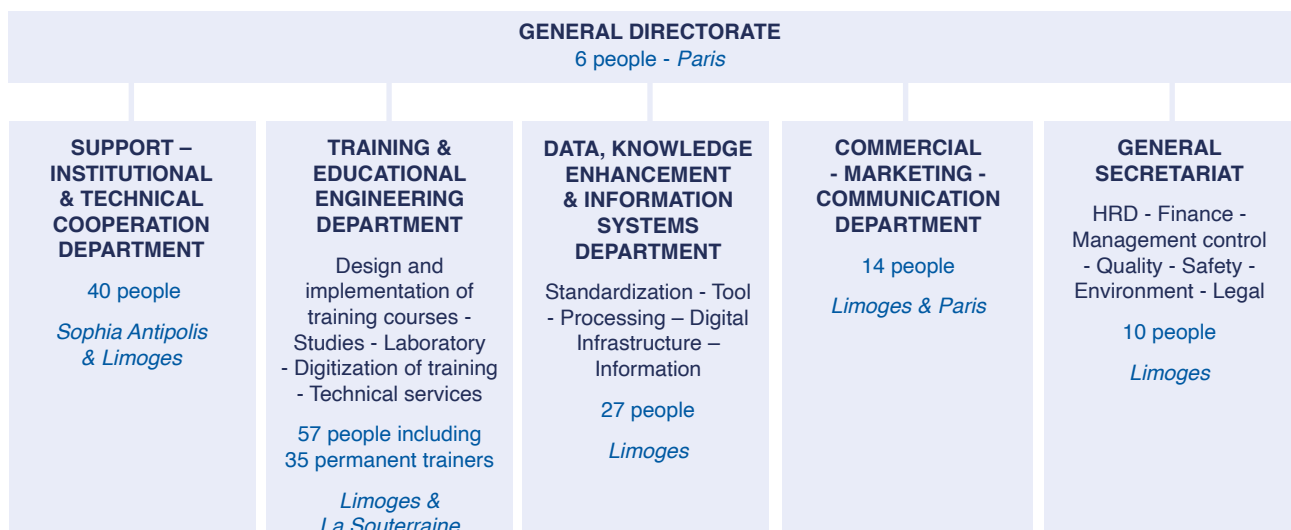 GENERAL DIRECTORATE
6 people - Paris
SUPPORT –
INSTITUTIONAL
& TECHNICAL
COOPERATION
DEPARTMENT
40 people
Sophia Antipolis
& Limoges
TRAINING &
EDUCATIONAL
ENGINEERING
DEPARTMENT
Design and
implementation of
training courses -
Studies - Laboratory
- Digitization of training
- Technical services
57 people including
35 permanent trainers
Limoges &
La Souterraine
DATA, KNOWLEDGE
ENHANCEMENT
& INFORMATION
SYSTEMS
DEPARTMENT
Standardization - Tool
- Processing – Digital
Infrastructure –
Information
27 people
Limoges
COMMERCIAL
- MARKETING -
COMMUNICATION
DEPARTMENT
14 people
Limoges & Paris
GENERAL
SECRETARIAT
HRD - Finance -
Management control
- Quality - Safety -
Environment - Legal
10 people
Limoges